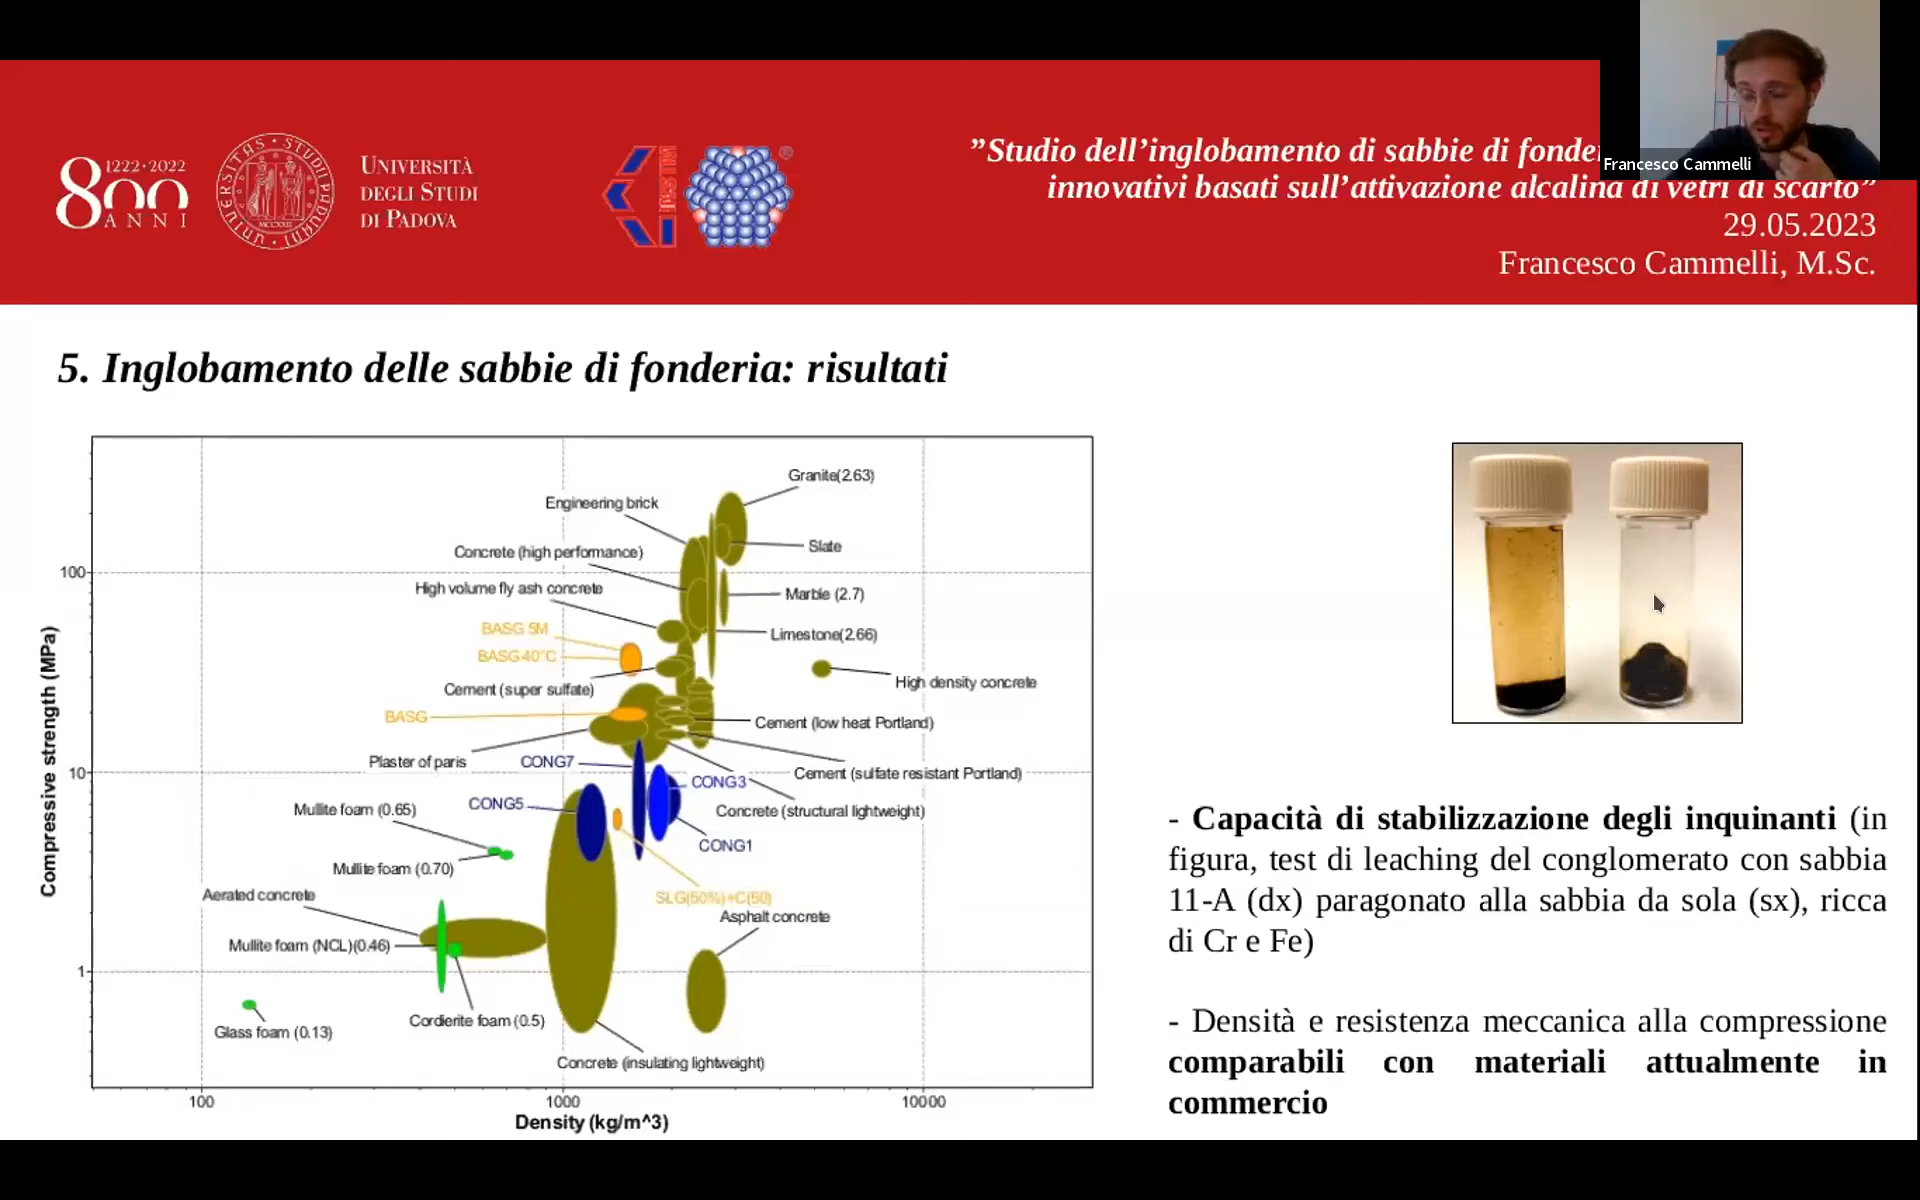 800
1222·2022
ANNI
UNIVERSITAS STUDII
MCCXXII
UNIVERSITÀ
DEGLI STUDI
DI PADOVA
®
”Studio dell’inglobamento di sabbie di
innovativi basati sull’attivazione alcalina di vetri di scarto”
29.05.2023
Francesco Cammelli, M.Sc.
Francesco Cammelli
5. Inglobamento delle sabbie di fonderia: risultati
Granite(2.63)
Engineering brick
Slate
Concrete (high performance)
High volume fly ash concrete
Marble (2.7)
BASG 5M
Limestone(2.66)
BASG 40°C
High density concrete
Cement (super sulfate)
BASG
Cement (low heat Portland)
Plaster of paris
CONG7
Cement (sulfate resistant Portland)
CONG3
CONG5
Mullite foam (0.65)
Concrete (structural lightweight)
CONG1
Mullite foam (0.70)
Aerated concrete
SLG(50%)+C(50)
Asphalt concrete
Mullite foam (NCL)(0.46)
Cordierite foam (0.5)
Glass foam (0.13)
Concrete (insulating lightweight)
100
10
1
Compressive strength (MPa)
100
1000
10000
Density (kg/m^3)
- Capacità di stabilizzazione degli inquinanti (in
figura, test di leaching del conglomerato con sabbia
11-A (dx) paragonato alla sabbia da sola (sx), ricca
di Cr e Fe)
- Densità e resistenza meccanica alla compressione
comparabili con materiali attualmente in
commercio